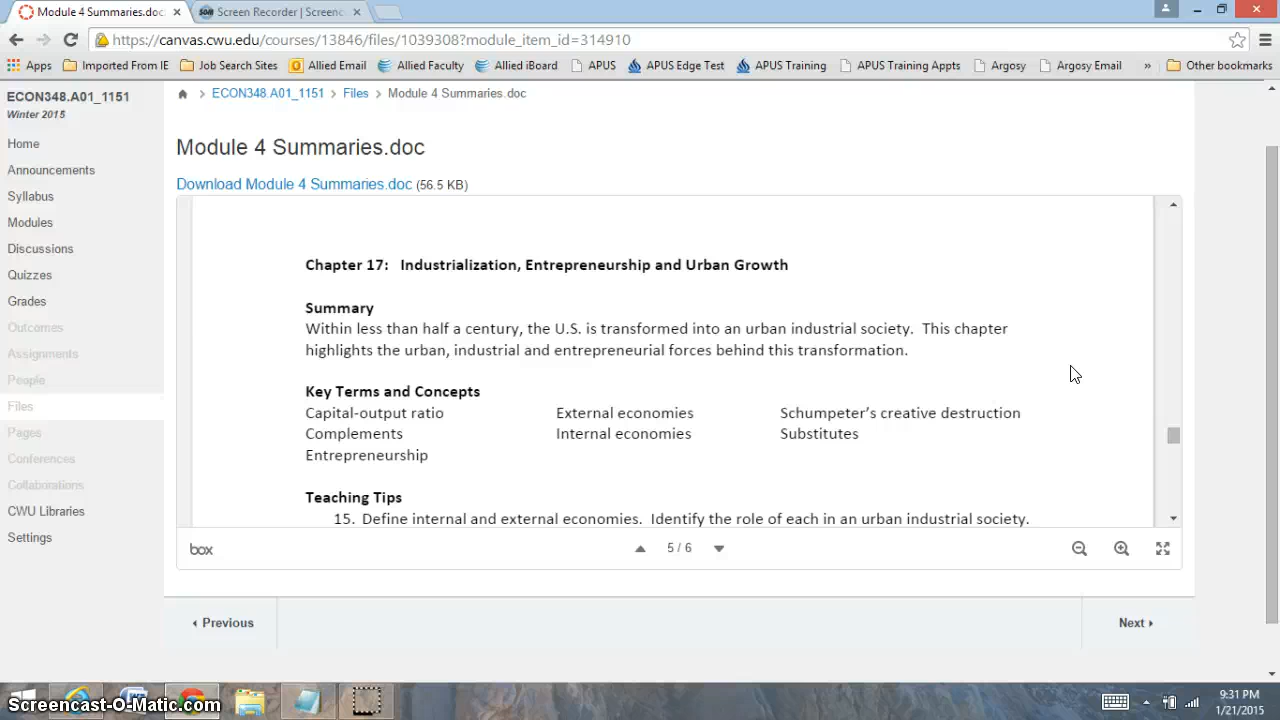 Module 4 Summaries.doc: ×
SOM Screen Recorder | Screenc ×
https://canvas.cwu.edu/courses/13846/files/1039308?module_item_id=314910
Apps Imported From IE Job Search Sites Allied Email Allied Faculty Allied iBoard APUS APUS Edge Test APUS Training APUS Training Appts Argosy Argosy Email » Other bookmarks
ECON348.A01_1151
Winter 2015
Home
Announcements
Syllabus
Modules
Discussions
Quizzes
Grades
Outcomes
Assignments
People
Files
Pages
Conferences
Collaborations
CWU Libraries
Settings
ECON348.A01_1151 > Files > Module 4 Summaries.doc
Module 4 Summaries.doc
Download Module 4 Summaries.doc (56.5 KB)
Chapter 17: Industrialization, Entrepreneurship and Urban Growth
Summary
Within less than half a century, the U.S. is transformed into an urban industrial society. This chapter
highlights the urban, industrial and entrepreneurial forces behind this transformation.
Key Terms and Concepts
Capital-output ratio External economies Schumpeter's creative destruction
Complements Internal economies Substitutes
Entrepreneurship
Teaching Tips
15. Define internal and external economies. Identify the role of each in an urban industrial society.
box 5 / 6
Previous Next
Screencast-O-Matic.com
9:31 PM
1/21/2015